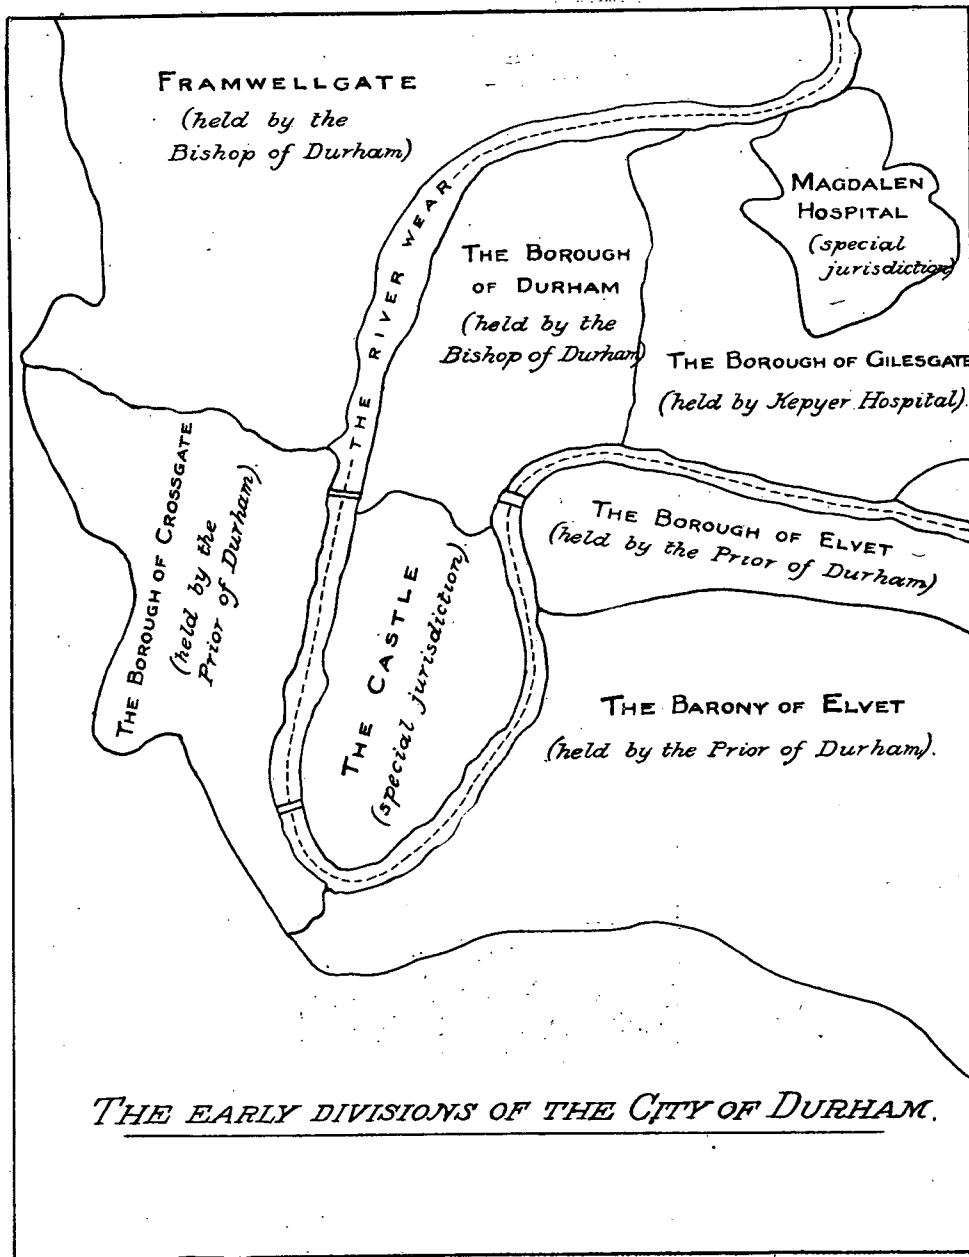 FRAMWELLGATE
(held by the
Bishop of Durham)
MAGDALEN
HOSPITAL
(special
jurisdiction)
THE RIVER WEAR
THE BOROUGH
OF DURHAM
(held by the
Bishop of Durham)
THE BOROUGH OF GILESGATE
(held by Kepyer Hospital).
THE BOROUGH OF CROSSGATE
(held by the
Prior of Durham).
THE BOROUGH OF ELVET
(held by the Prior of Durham)
THE CASTLE
(special jurisdiction).
THE BARONY OF ELVET
(held by the Prior of Durham).
THE EARLY DIVISIONS OF THE CITY OF DURHAM.